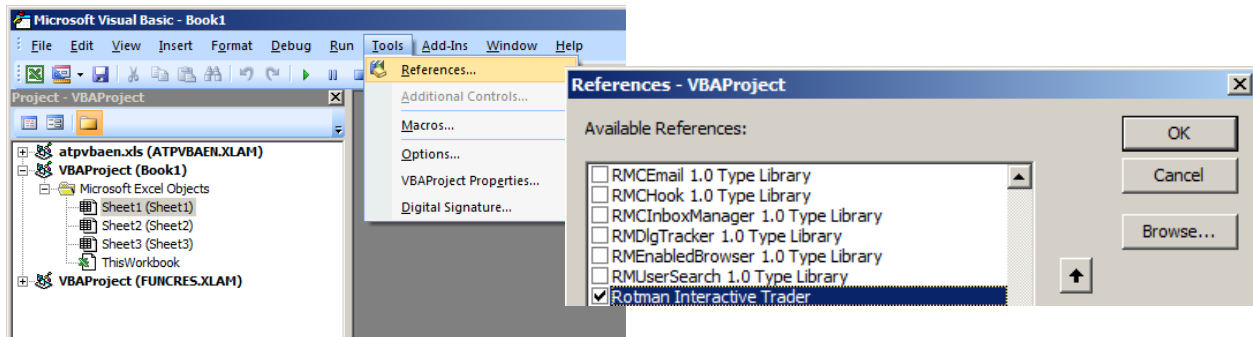 Microsoft Visual Basic - Book1
File Edit View Insert Format Debug Run Tools Add-Ins Window Help
Project - VBAProject
atpvbaen.xls (ATPVBAEN.XLAM)
VBAProject (Book1)
Microsoft Excel Objects
Sheet1 (Sheet1)
Sheet2 (Sheet2)
Sheet3 (Sheet3)
ThisWorkbook
VBAProject (FUNCRES.XLAM)
References...
Additional Controls...
Macros...
Options...
VBAProject Properties...
Digital Signature...
References - VBAProject
Available References:
RMCEmail 1.0 Type Library
RMCHook 1.0 Type Library
RMCInboxManager 1.0 Type Library
RMDlgTracker 1.0 Type Library
RMEnabledBrowser 1.0 Type Library
RMUserSearch 1.0 Type Library
Rotman Interactive Trader
OK
Cancel
Browse...